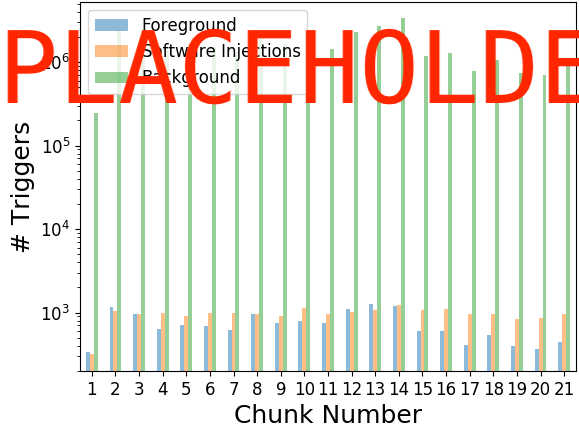 PLACEHOLDE
Foreground
Software Injections
Background
# Triggers
10^6
10^5
10^4
10^3
1 2 3 4 5 6 7 8 9 10 11 12 13 14 15 16 17 18 19 20 21
Chunk Number